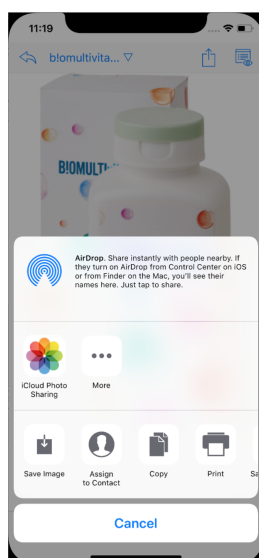 11:19
b!omultivita...
B!OMULTI
AirDrop. Share instantly with people nearby. If
they turn on AirDrop from Control Center on iOS
or from Finder on the Mac, you'll see their
names here. Just tap to share.
iCloud Photo
Sharing
More
Save Image
Assign
to Contact
Copy
Print
Sa
Cancel